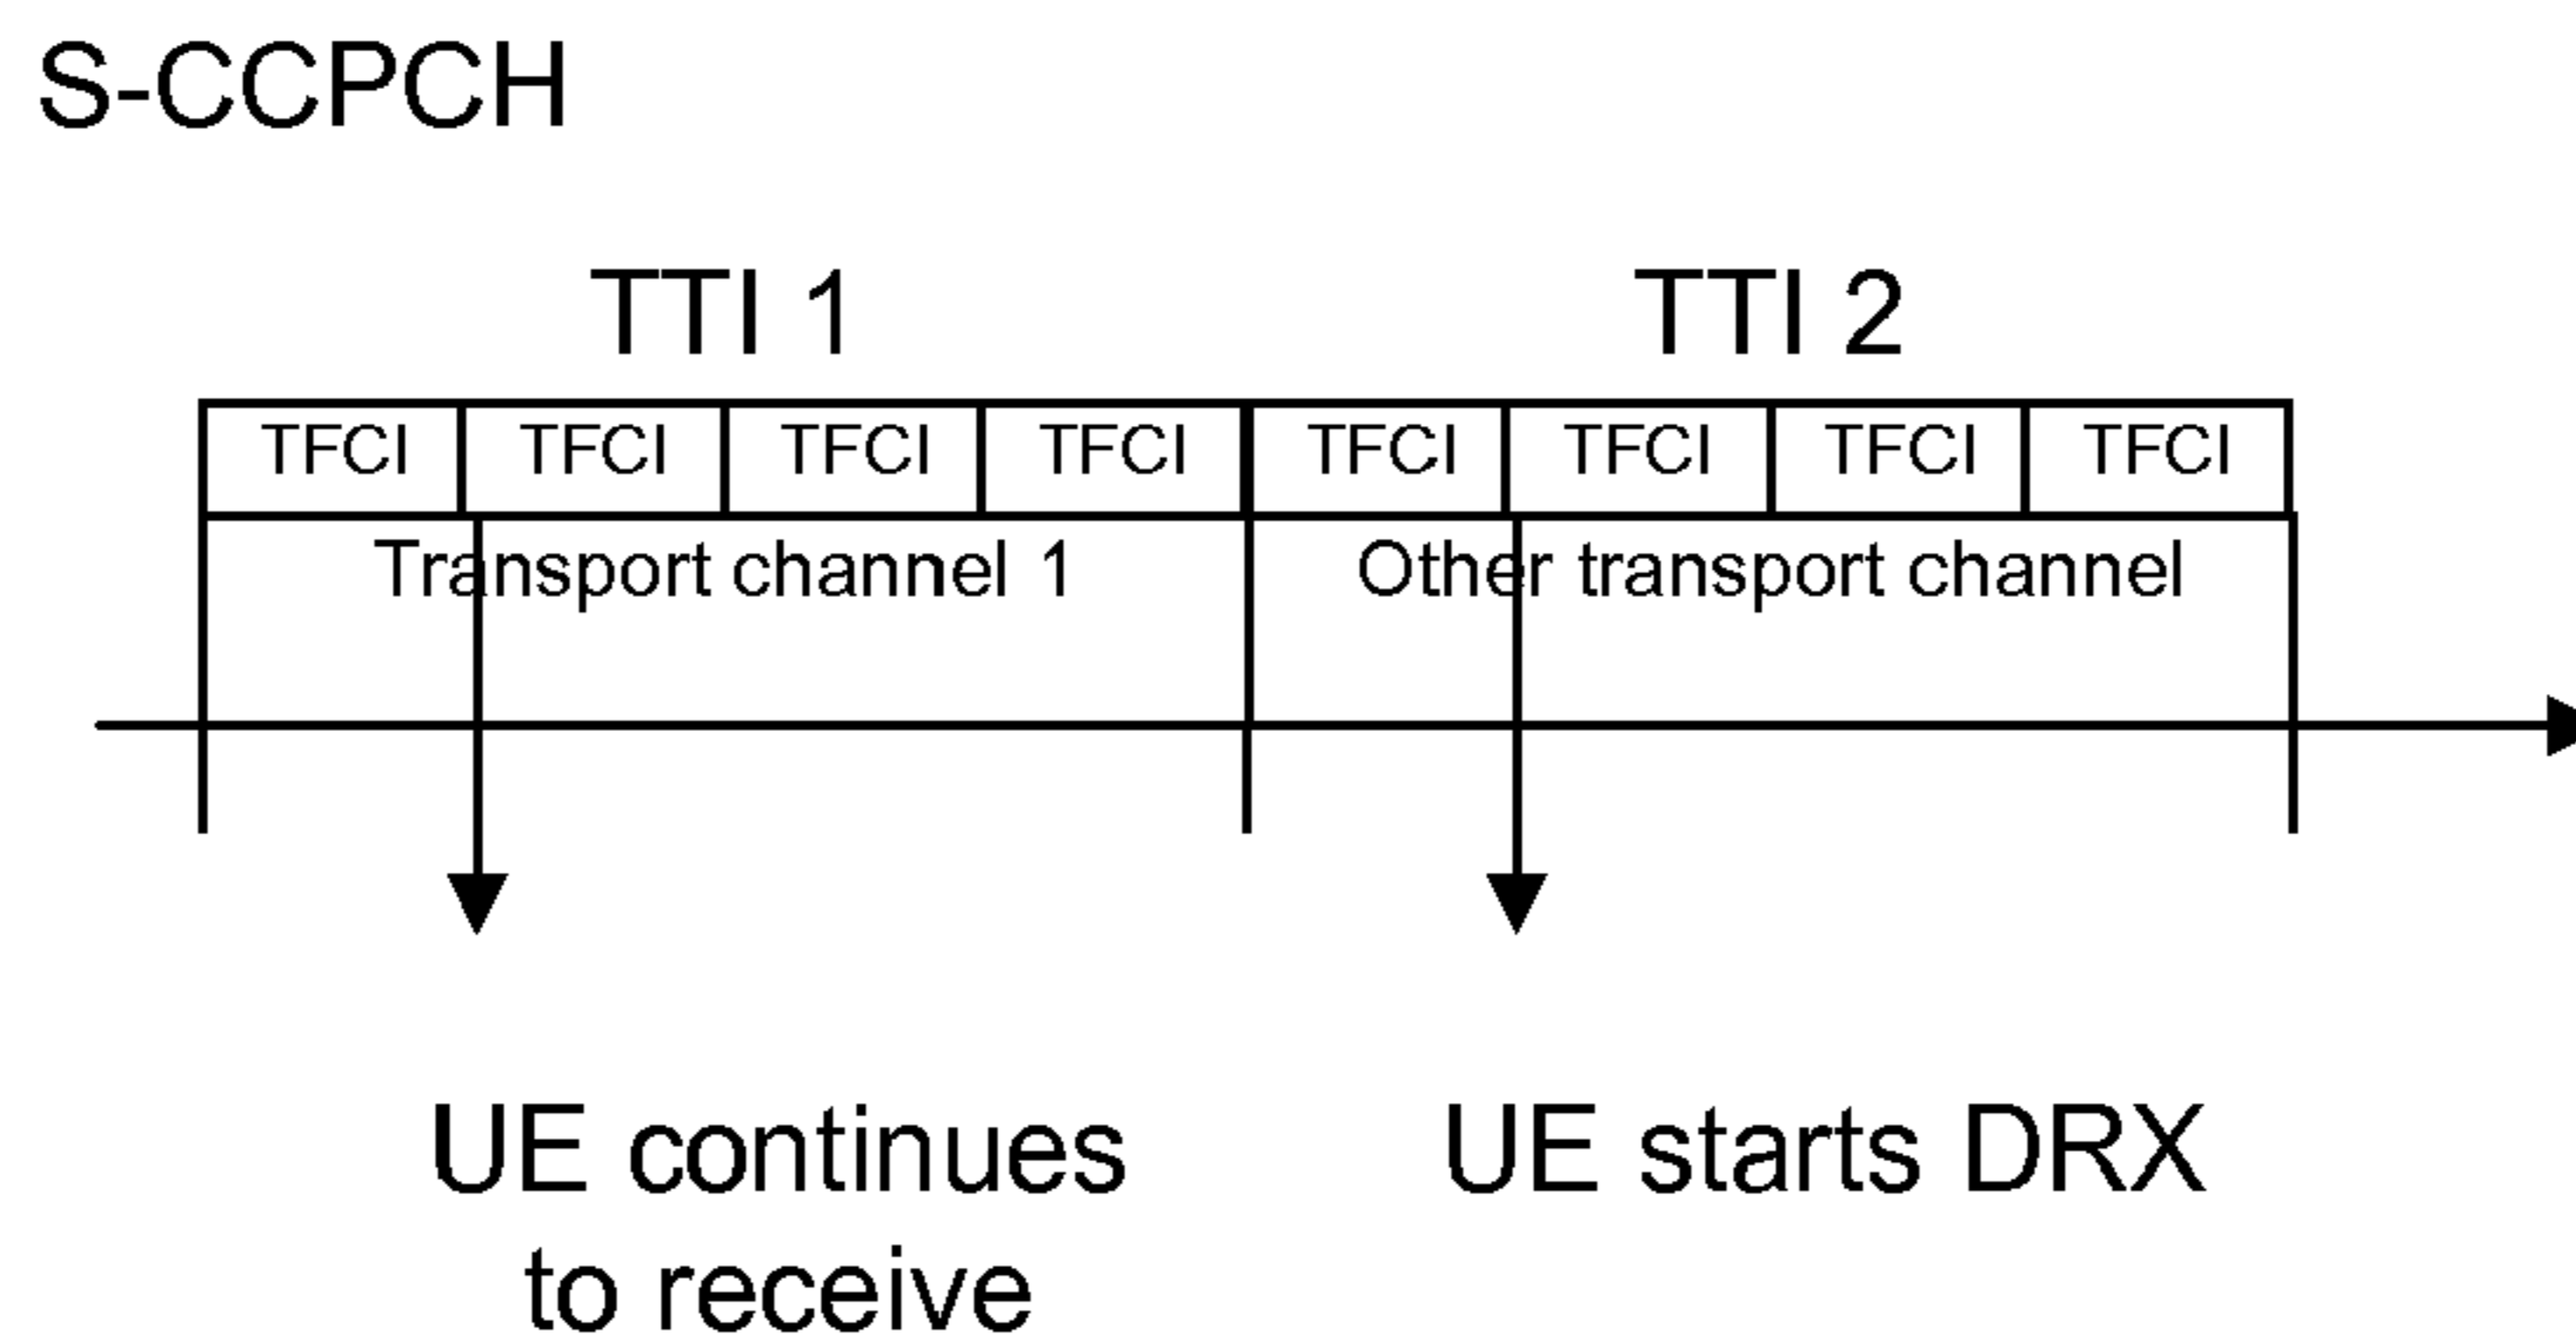 S-CCPCH
TTI 1 TTI 2
TFCI TFCI TFCI TFCI TFCI TFCI TFCI TFCI
Transport channel 1 Other transport channel
UE continues UE starts DRX
to receive